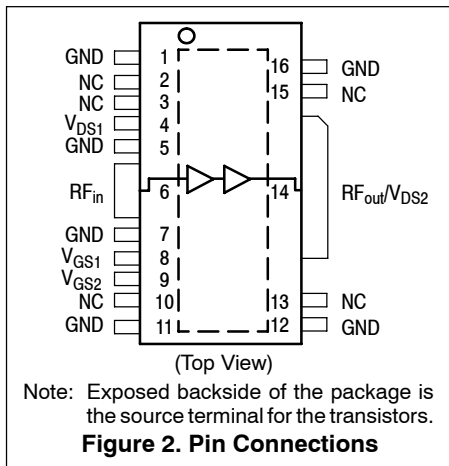 GND 1 16 GND
NC 2 15 NC
NC 3
VDS1 4
GND 5
RFin 6 14 RFout/VDS2
GND 7
VGS1 8
VGS2 9
NC 10 13 NC
GND 11 12 GND
(Top View)
Note: Exposed backside of the package is
the source terminal for the transistors.
Figure 2. Pin Connections